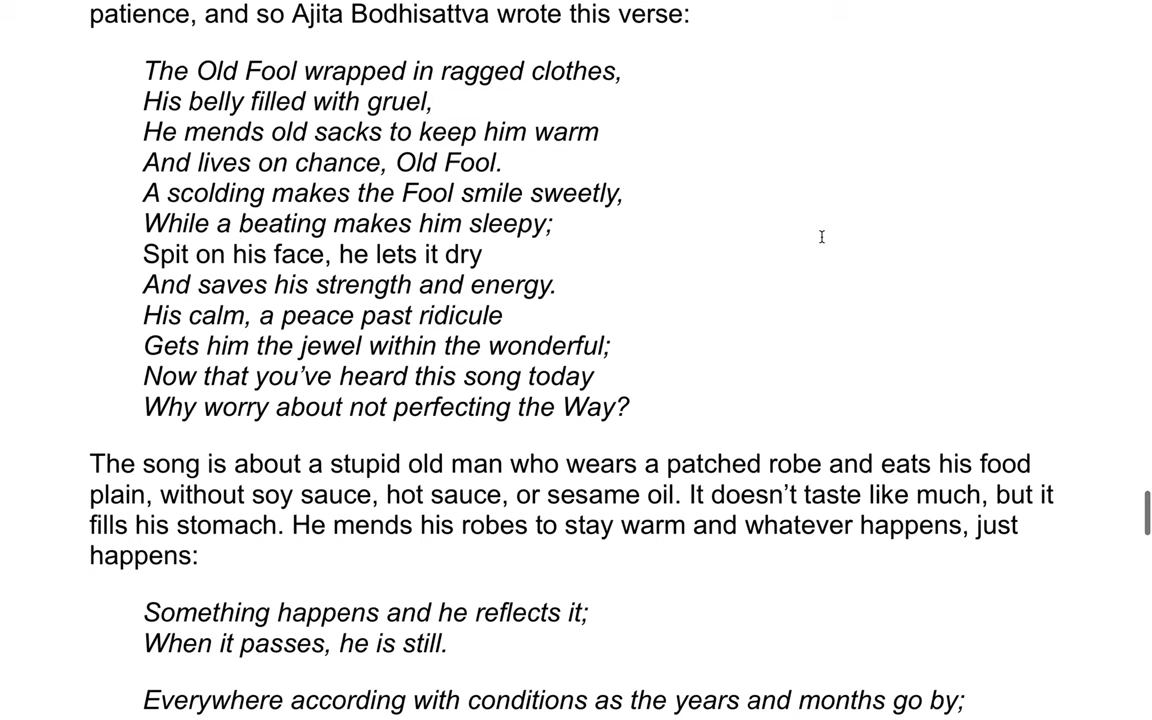 patience, and so Ajita Bodhisattva wrote this verse:
The Old Fool wrapped in ragged clothes,
His belly filled with gruel,
He mends old sacks to keep him warm
And lives on chance, Old Fool.
A scolding makes the Fool smile sweetly,
While a beating makes him sleepy;
Spit on his face, he lets it dry
And saves his strength and energy.
His calm, a peace past ridicule
Gets him the jewel within the wonderful;
Now that you’ve heard this song today
Why worry about not perfecting the Way?
The song is about a stupid old man who wears a patched robe and eats his food
plain, without soy sauce, hot sauce, or sesame oil. It doesn’t taste like much, but it
fills his stomach. He mends his robes to stay warm and whatever happens, just
happens:
Something happens and he reflects it;
When it passes, he is still.
Everywhere according with conditions as the years and months go by;